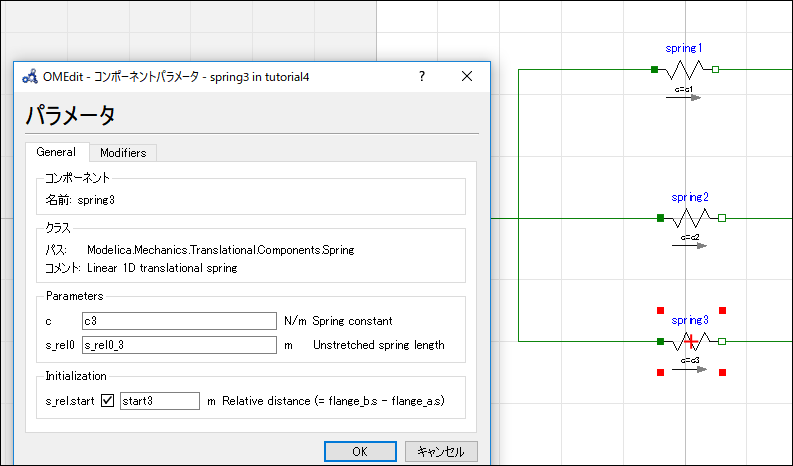 OMEdit - コンポーネントパラメータ - spring3 in tutorial4
パラメータ
General
Modifiers
コンポーネント
名前: spring3
クラス
パス: Modelica.Mechanics.Translational.Components.Spring
コメント: Linear 1D translational spring
Parameters
c c3 N/m Spring constant
s_rel0 s_rel0_3 m Unstretched spring length
Initialization
s_rel.start start3 m Relative distance (= flange_b.s - flange_a.s)
OK
キャンセル
spring1
c=c1
spring2
c=c2
spring3
c=c3